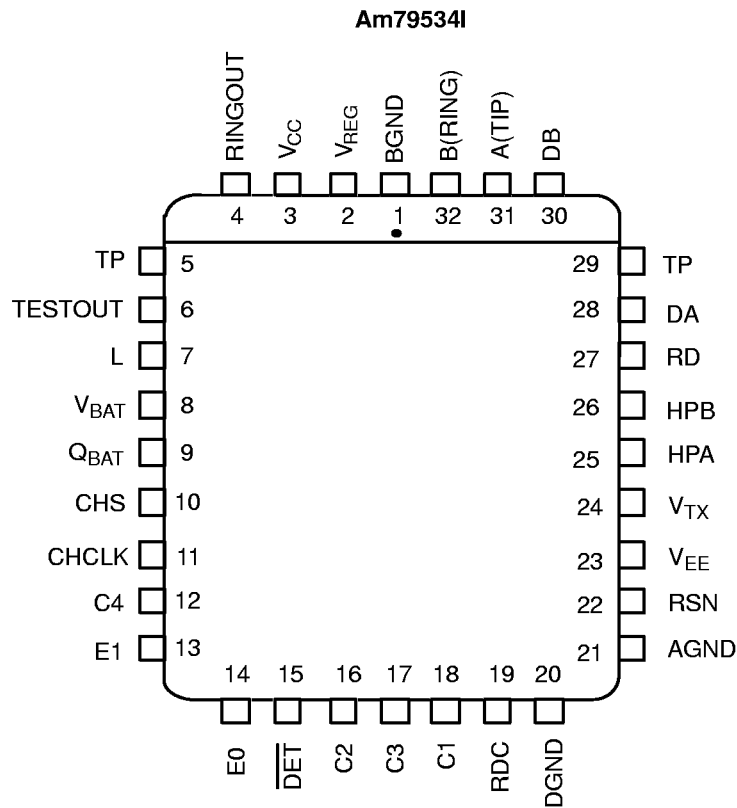 Am79534I
RINGOUT VCC VREG BGND B(RING) A(TIP) DB
4 3 2 1 32 31 30
TP 5 29 TP
TESTOUT 6 28 DA
L 7 27 RD
VBAT 8 26 HPB
QBAT 9 25 HPA
CHS 10 24 VTX
CHCLK 11 23 VEE
C4 12 22 RSN
E1 13 21 AGND
14 15 16 17 18 19 20
E0 DET C2 C3 C1 RDC DGND